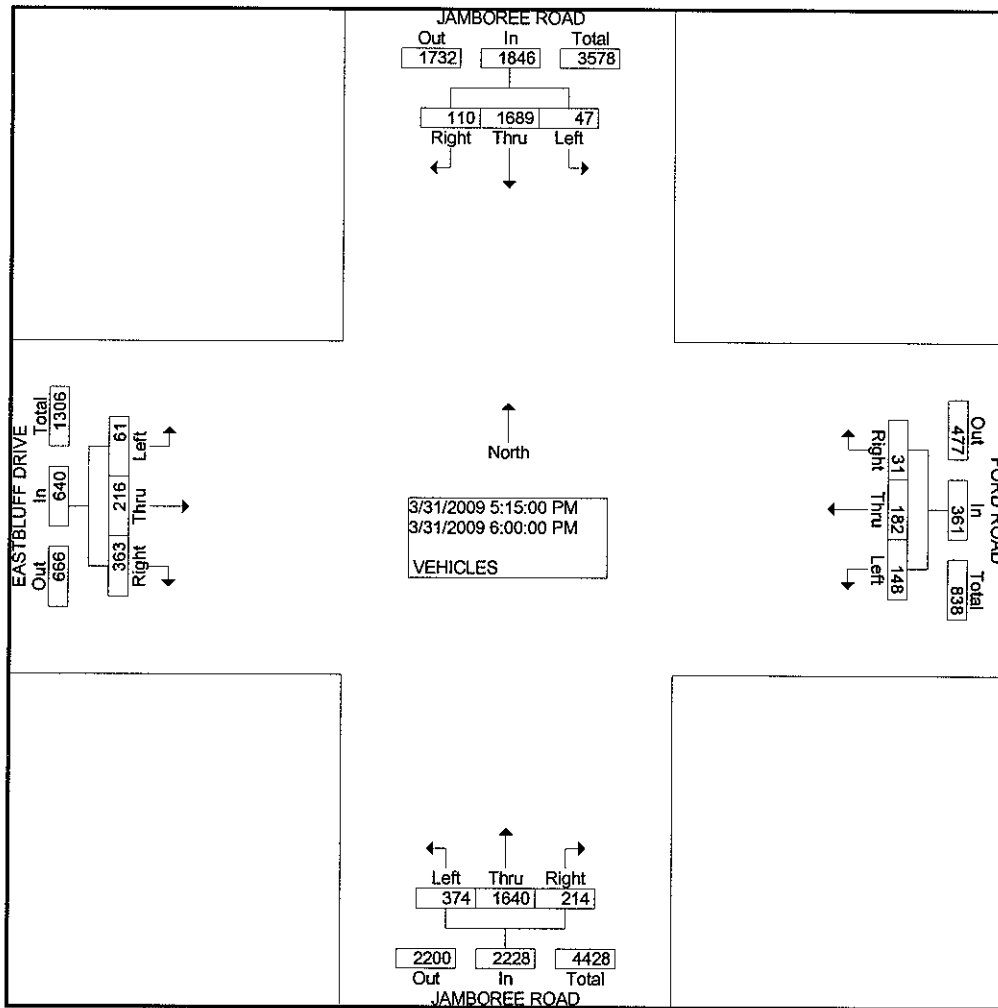 JAMBOREE ROAD
Out In Total
1732 1846 3578
110 1689 47
Right Thru Left
EASTBLUFF DRIVE
Out In Total
666 640 1306
363 216 61
Right Thru Left
North
3/31/2009 5:15:00 PM
3/31/2009 6:00:00 PM
VEHICLES
FORD ROAD
Out In Total
477 361 838
31 182 148
Right Thru Left
Left Thru Right
374 1640 214
2200 2228 4428
Out In Total
JAMBOREE ROAD